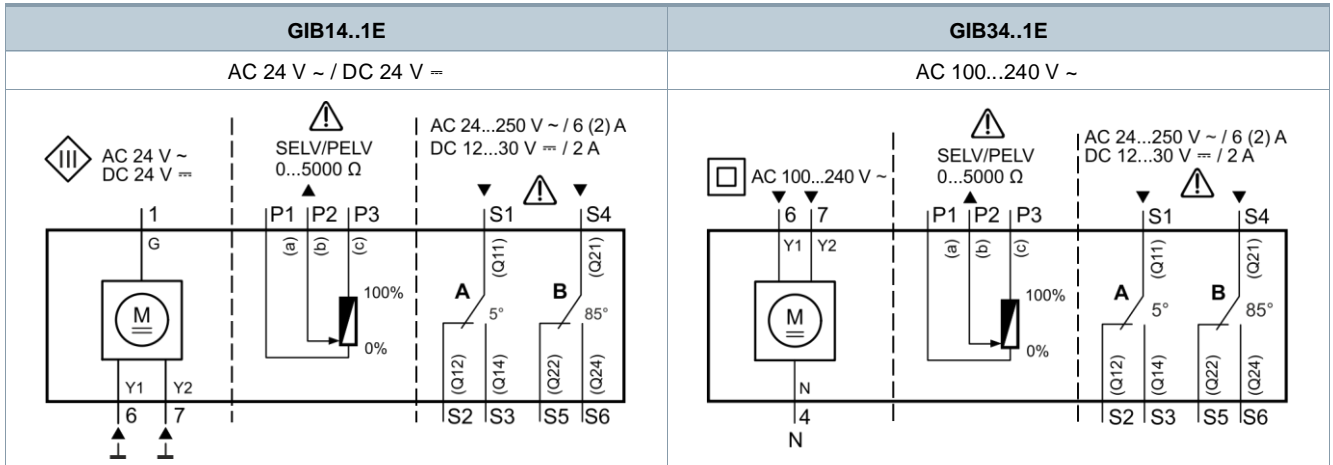 GIB14..1E
GIB34..1E
AC 24 V ~ / DC 24 V ⎓
AC 100...240 V ~
III
AC 24 V ~
DC 24 V ⎓
SELV/PELV
0...5000 Ω
AC 24...250 V ~ / 6 (2) A
DC 12...30 V ⎓ / 2 A
1
P1 P2 P3
S1 S4
G
(a) (b) (c)
(Q11) (Q21)
M
100%
0%
A 5°
B 85°
Y1 Y2
(Q12) (Q14) (Q22) (Q24)
6 7
S2 S3 S5 S6
AC 100...240 V ~
SELV/PELV
0...5000 Ω
AC 24...250 V ~ / 6 (2) A
DC 12...30 V ⎓ / 2 A
6 7
P1 P2 P3
S1 S4
Y1 Y2
(a) (b) (c)
(Q11) (Q21)
M
100%
0%
A 5°
B 85°
N
(Q12) (Q14) (Q22) (Q24)
4
S2 S3 S5 S6
N